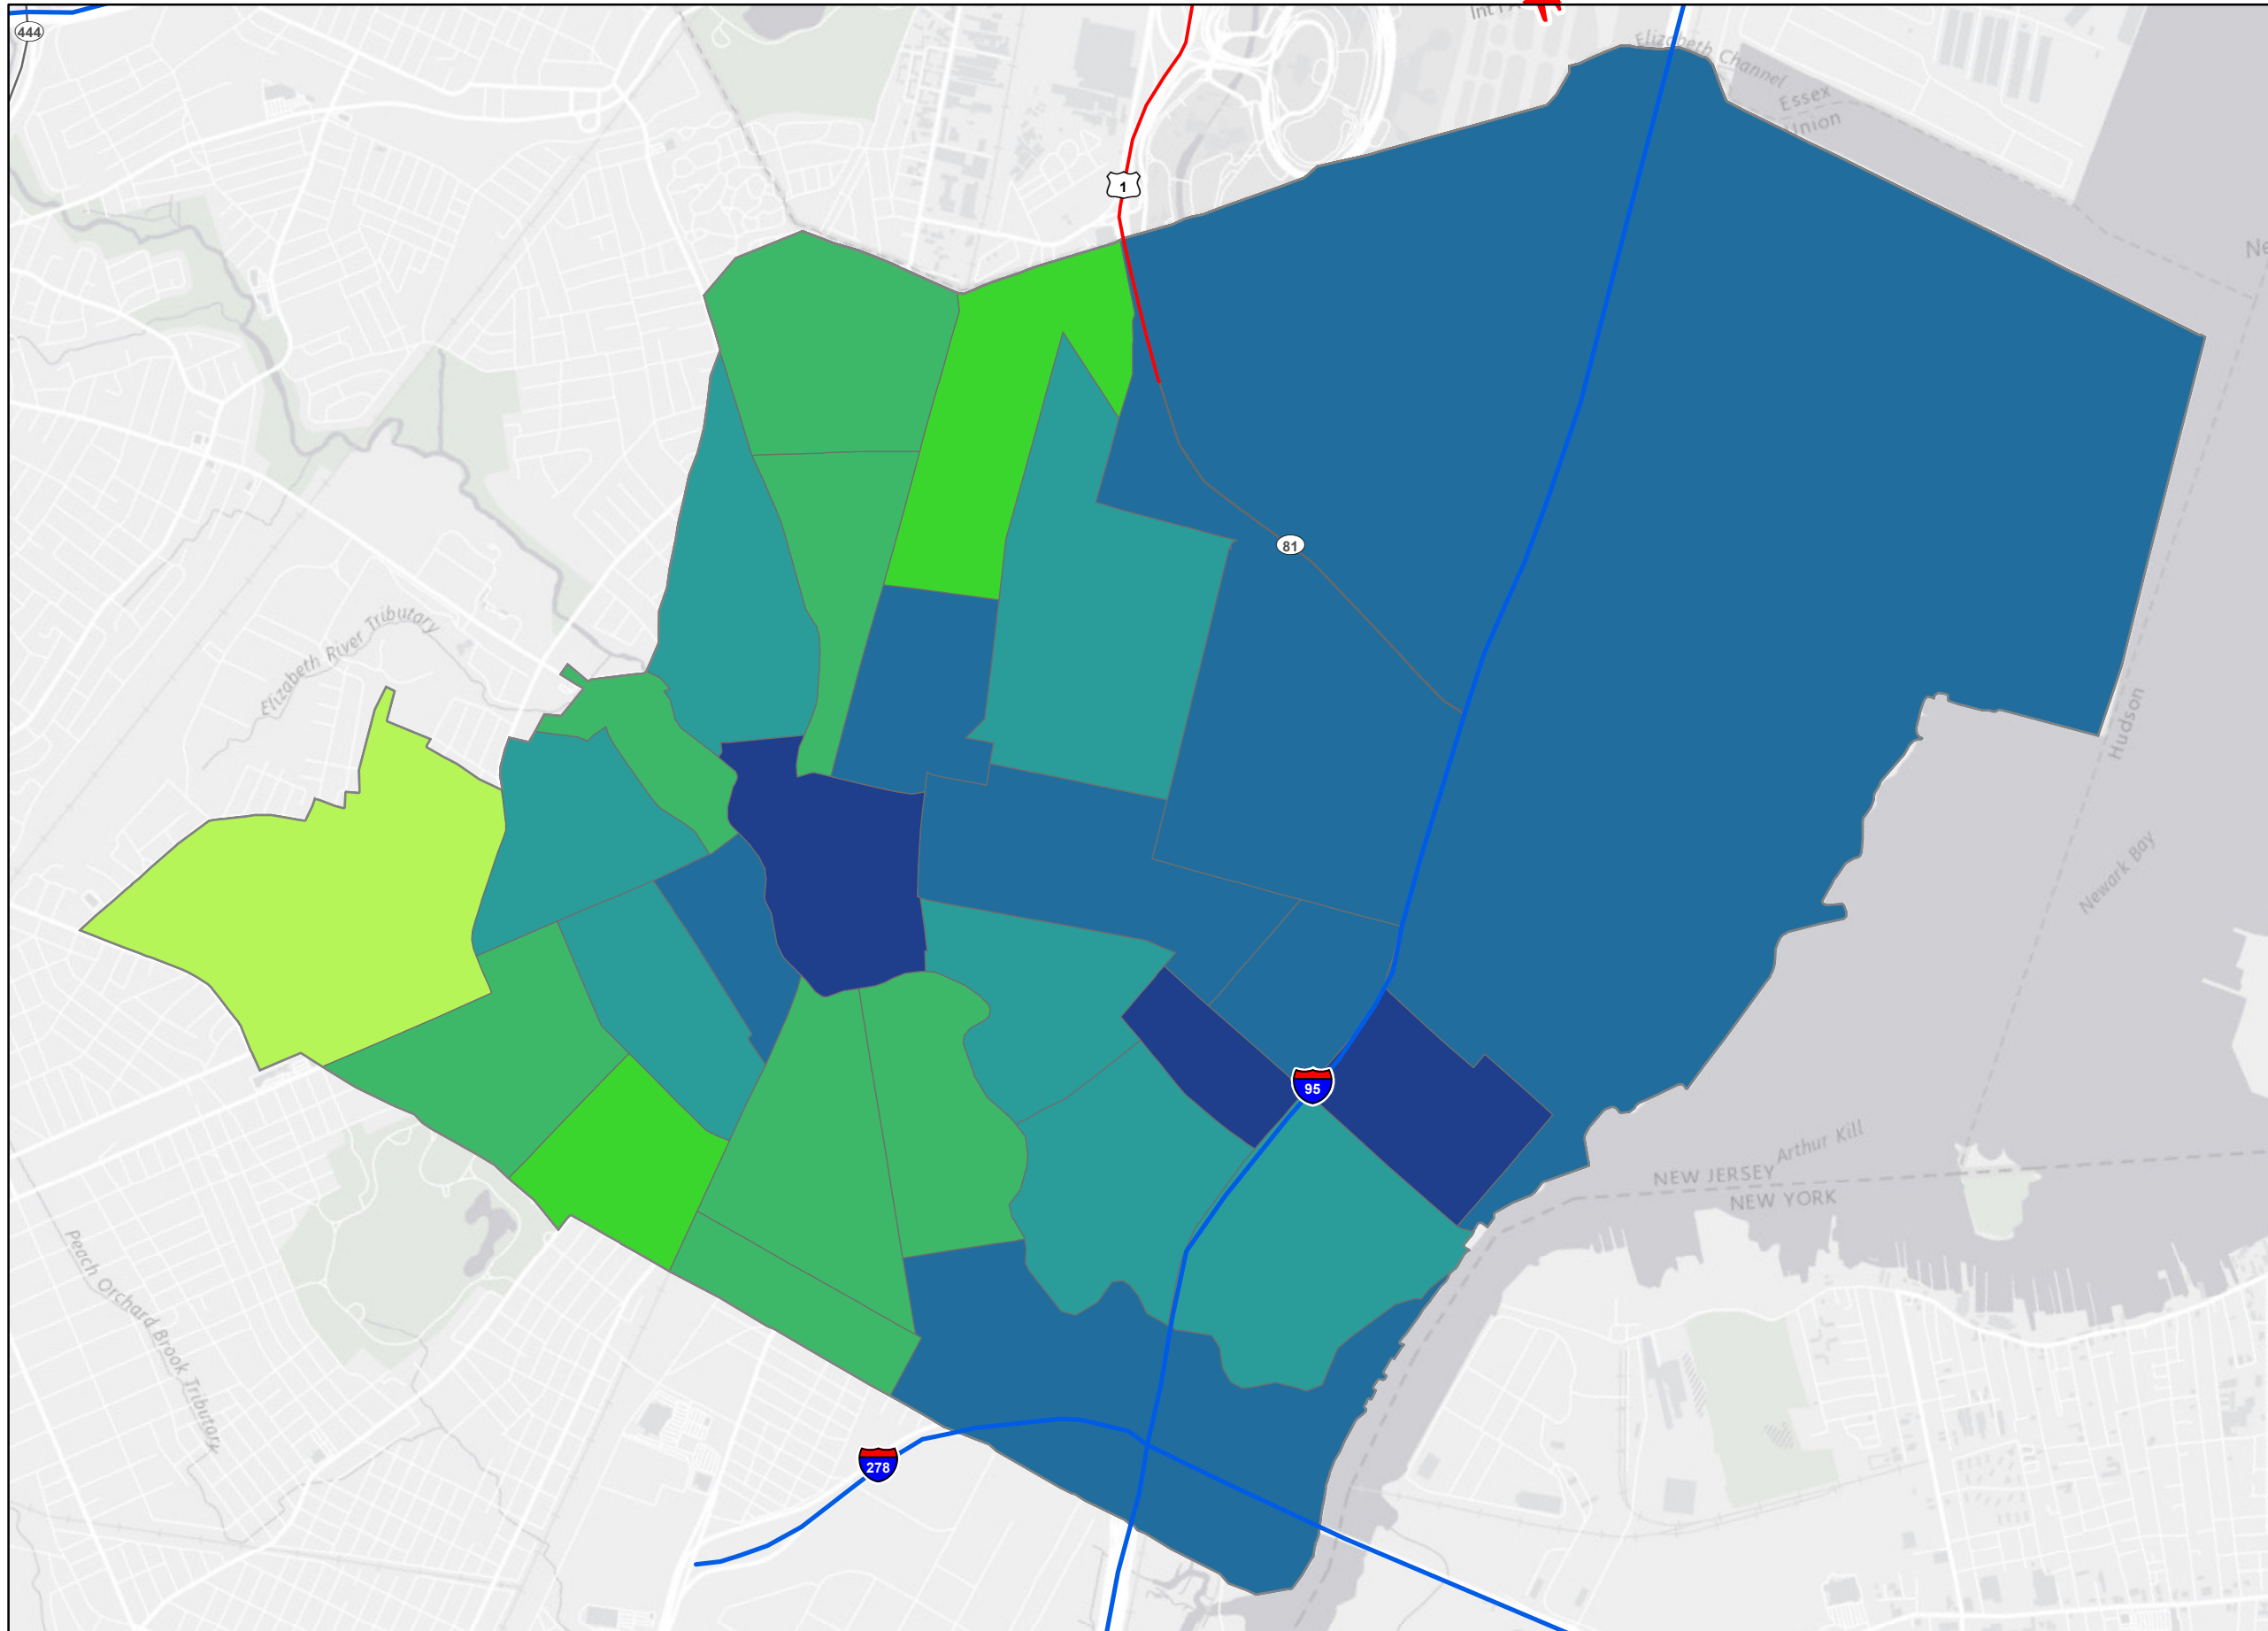 444
Int'l A
Elizabeth Channel
Essex
Union
1
Ne
81
Elizabeth River Tributary
Hudson
Newark Bay
95
Arthur Kill
NEW JERSEY
NEW YORK
Peach Orchard Brook Tributary
278